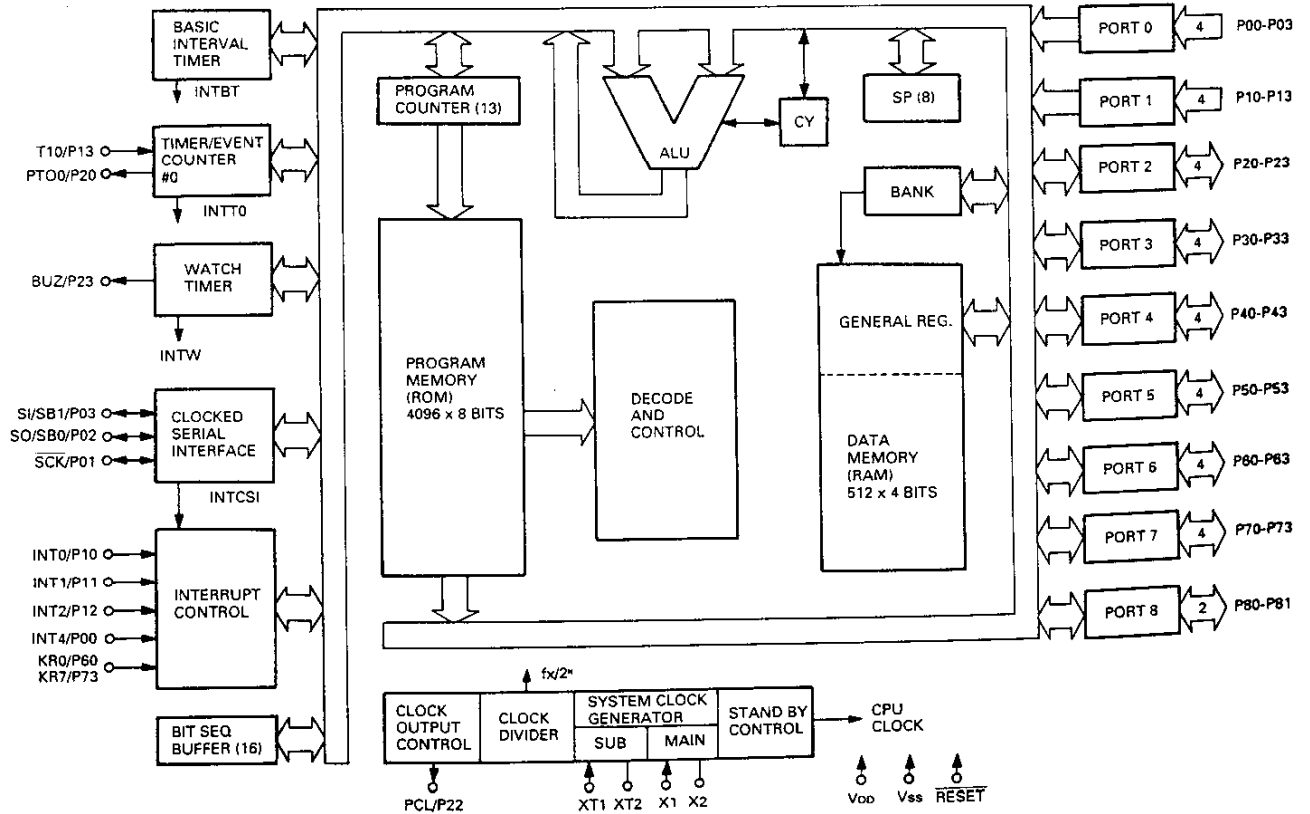 BASIC
INTERVAL
TIMER
INTBT
T10/P13
PTO0/P20
TIMER/EVENT
COUNTER
#0
INTT0
BUZ/P23
WATCH
TIMER
INTW
SI/SB1/P03
SO/SB0/P02
SCK/P01
CLOCKED
SERIAL
INTERFACE
INTCSI
INT0/P10
INT1/P11
INT2/P12
INT4/P00
KR0/P60
KR7/P73
INTERRUPT
CONTROL
BIT SEQ
BUFFER (16)
PROGRAM
COUNTER (13)
ALU
CY
SP (8)
BANK
PROGRAM
MEMORY
(ROM)
4096 x 8 BITS
DECODE
AND
CONTROL
GENERAL REG.
DATA
MEMORY
(RAM)
512 x 4 BITS
PORT 0 4 P00-P03
PORT 1 4 P10-P13
PORT 2 4 P20-P23
PORT 3 4 P30-P33
PORT 4 4 P40-P43
PORT 5 4 P50-P53
PORT 6 4 P60-P63
PORT 7 4 P70-P73
PORT 8 2 P80-P81
fx/2ᴺ
CLOCK
OUTPUT
CONTROL
CLOCK
DIVIDER
SYSTEM CLOCK
GENERATOR
SUB
MAIN
STAND BY
CONTROL
CPU
CLOCK
PCL/P22
XT1 XT2 X1 X2
VDD VSS RESET